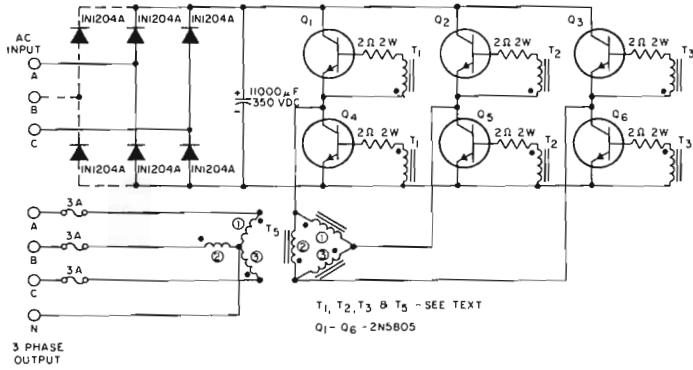 IN1204A IN1204A IN1204A
AC
INPUT
A
B
C
+
11000µF
350 VDC
-
Q1
2Ω 2W
T1
Q2
2Ω 2W
T2
Q3
2Ω 2W
T3
Q4
2Ω 2W
T1
Q5
2Ω 2W
T2
Q6
2Ω 2W
T3
IN1204A IN1204A IN1204A
A
3A
B
3A
C
3A
N
3 PHASE
OUTPUT
①
②
③
T5
①
②
③
T1, T2, T3 & T5 - SEE TEXT
Q1 - Q6 - 2N5805